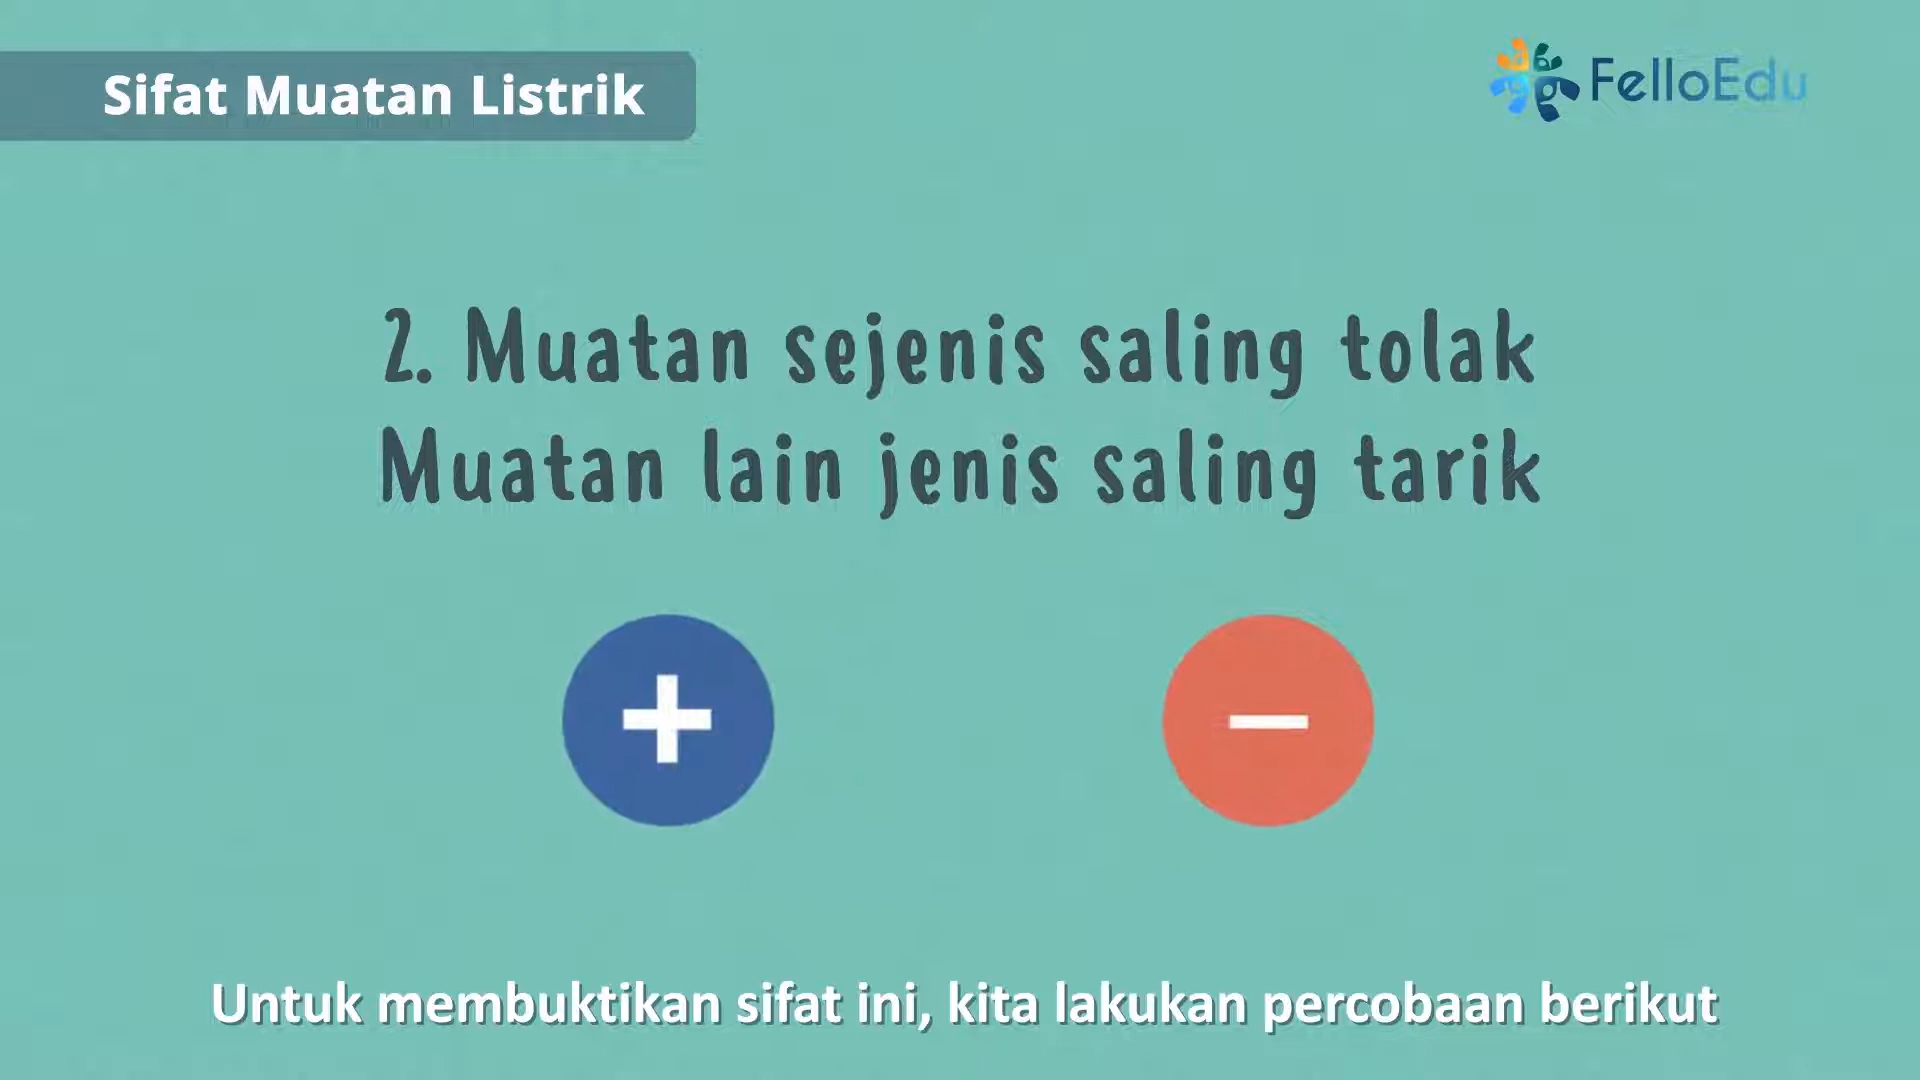 Sifat Muatan Listrik
FelloEdu
2. Muatan sejenis saling tolak
Muatan lain jenis saling tarik
+
−
Untuk membuktikan sifat ini, kita lakukan percobaan berikut